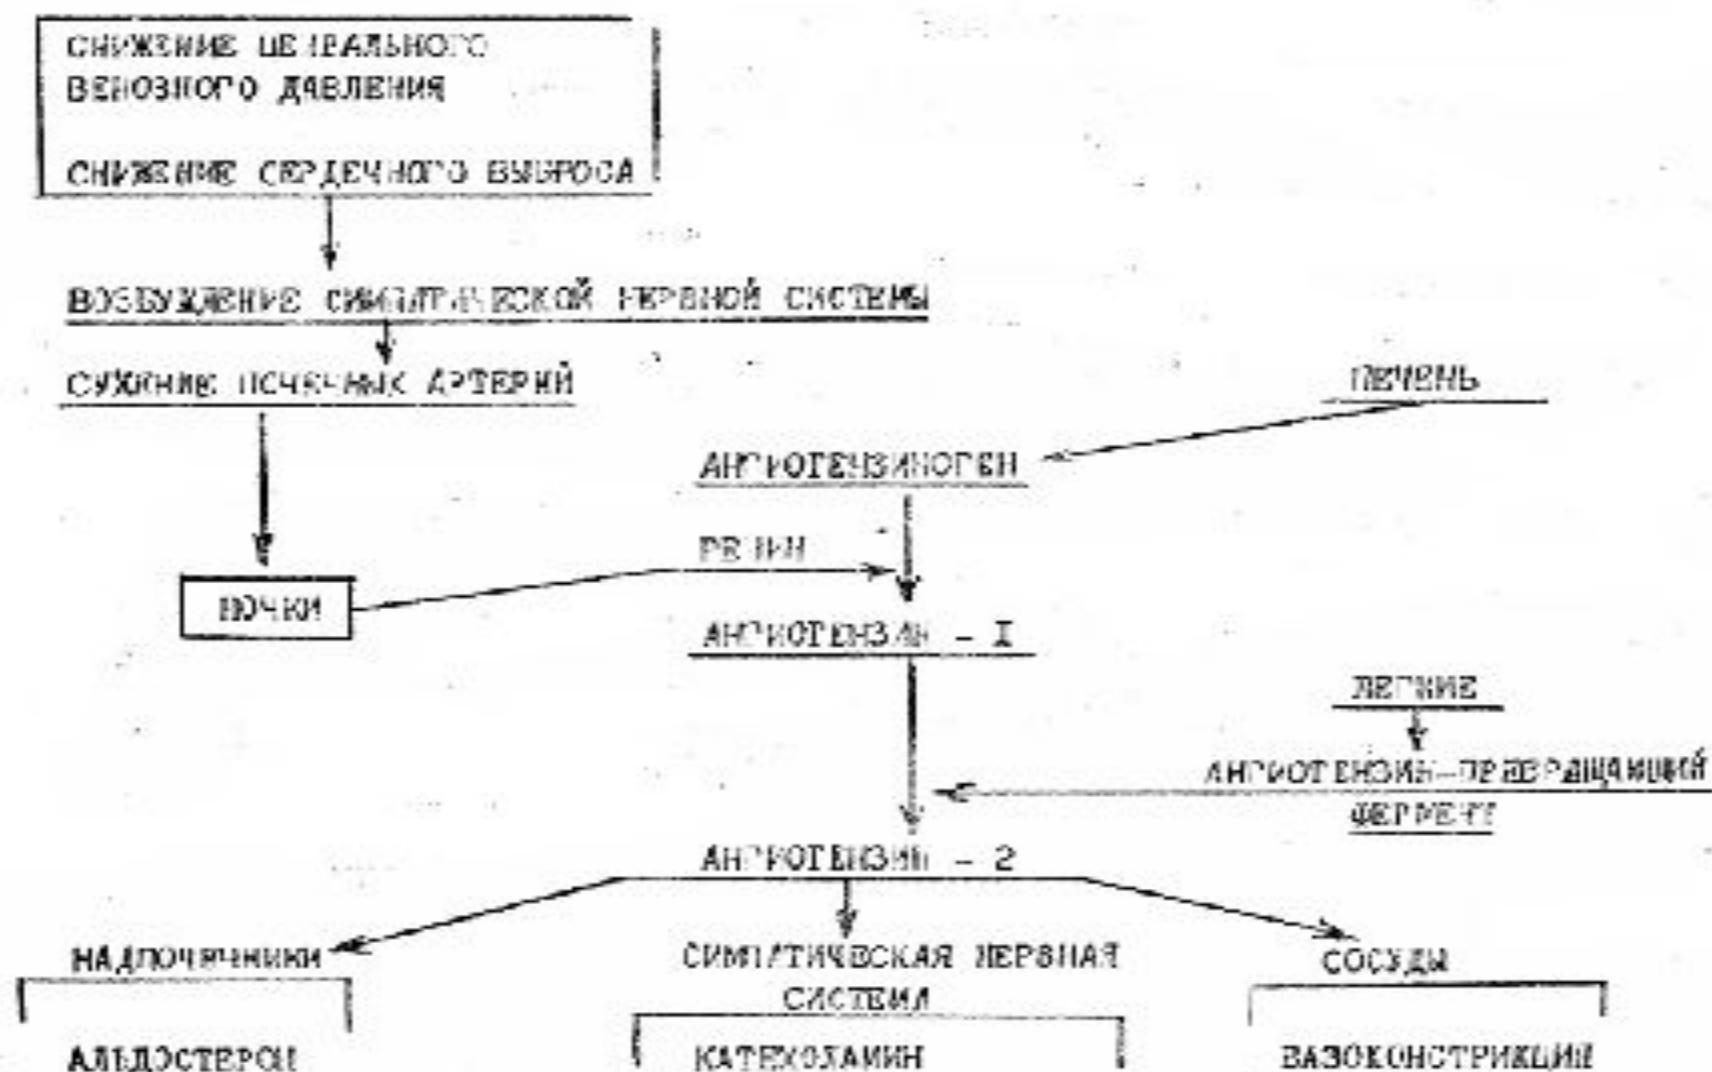 СНИЖЕНИЕ ЦЕНТРАЛЬНОГО
ВЕНОЗНОГО ДАВЛЕНИЯ
СНИЖЕНИЕ СЕРДЕЧНОГО ВЫБРОСА
ВОЗБУЖДЕНИЕ СИМПАТИЧЕСКОЙ НЕРВНОЙ СИСТЕМЫ
СУЖЕНИЕ ПОЧЕЧНЫХ АРТЕРИЙ
ПЕЧЕНЬ
АНГИОТЕНЗИНОГЕН
РЕНИН
ПОЧКИ
АНГИОТЕНЗИН - I
ЛЕГКИЕ
АНГИОТЕНЗИН-ПРЕВРАЩАЮЩИЙ
ФЕРМЕНТ
АНГИОТЕНЗИН - 2
НАДПОЧЕЧНИКИ
СИМПАТИЧЕСКАЯ НЕРВНАЯ
СИСТЕМА
СОСУДЫ
АЛЬДОСТЕРОН
КАТЕХОЛАМИН
ВАЗОКОНСТРИКЦИЯ